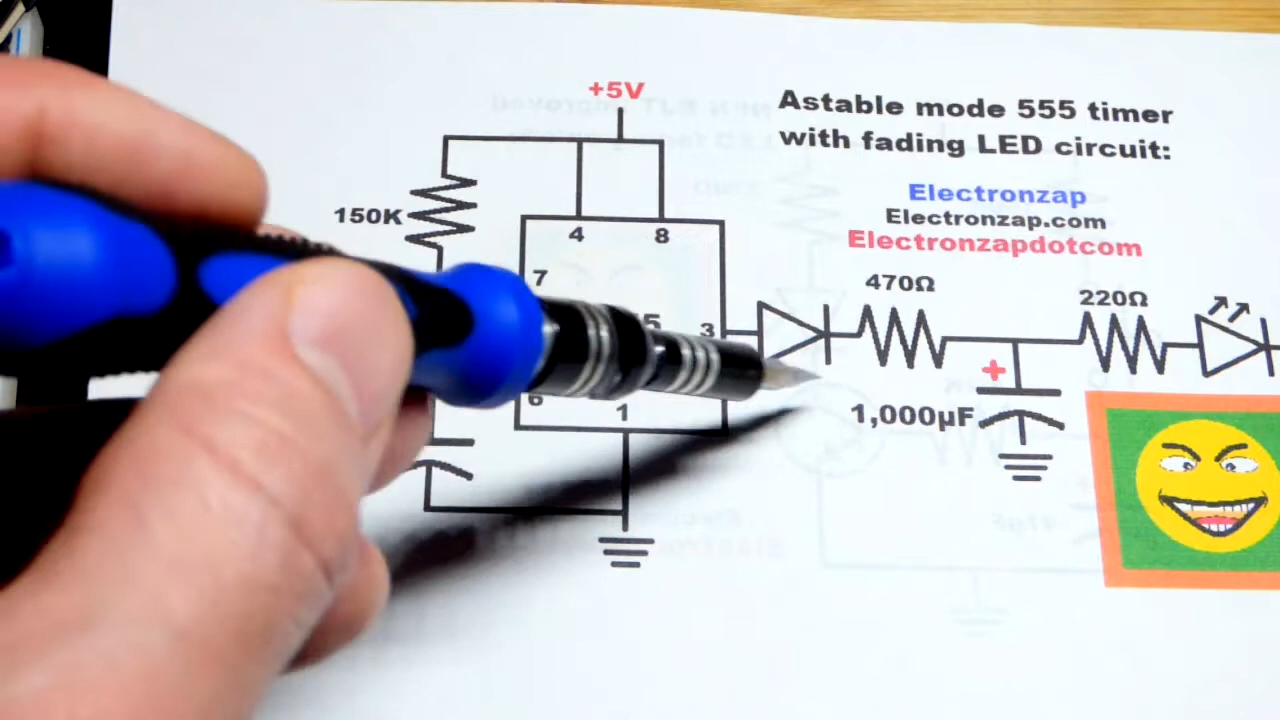 +5V
Astable mode 555 timer
with fading LED circuit:
Electronzap
Electronzap.com
Electronzapdotcom
150K
4
8
7
3
6
1
470Ω
220Ω
+
1,000µF